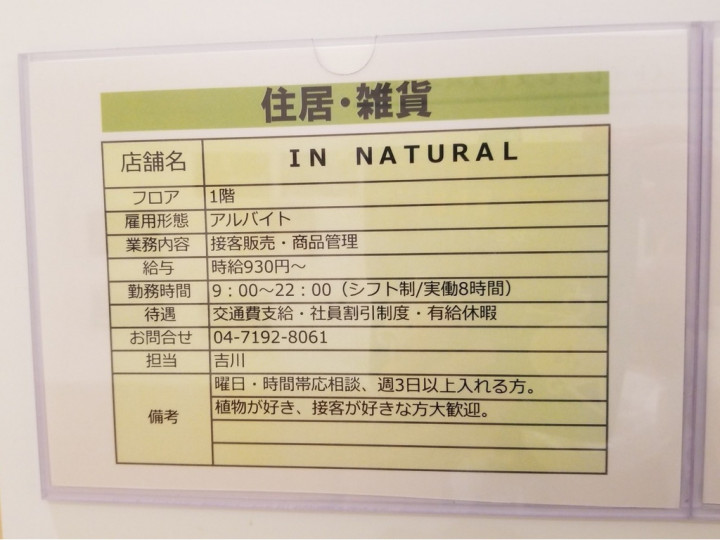 住居・雑貨
店舗名 IN NATURAL
フロア 1階
雇用形態 アルバイト
業務内容 接客販売・商品管理
給与 時給930円～
勤務時間 9：00～22：00（シフト制/実働8時間）
待遇 交通費支給・社員割引制度・有給休暇
お問合せ 04-7192-8061
担当 吉川
備考 曜日・時間帯応相談、週3日以上入れる方。
植物が好き、接客が好きな方大歓迎。